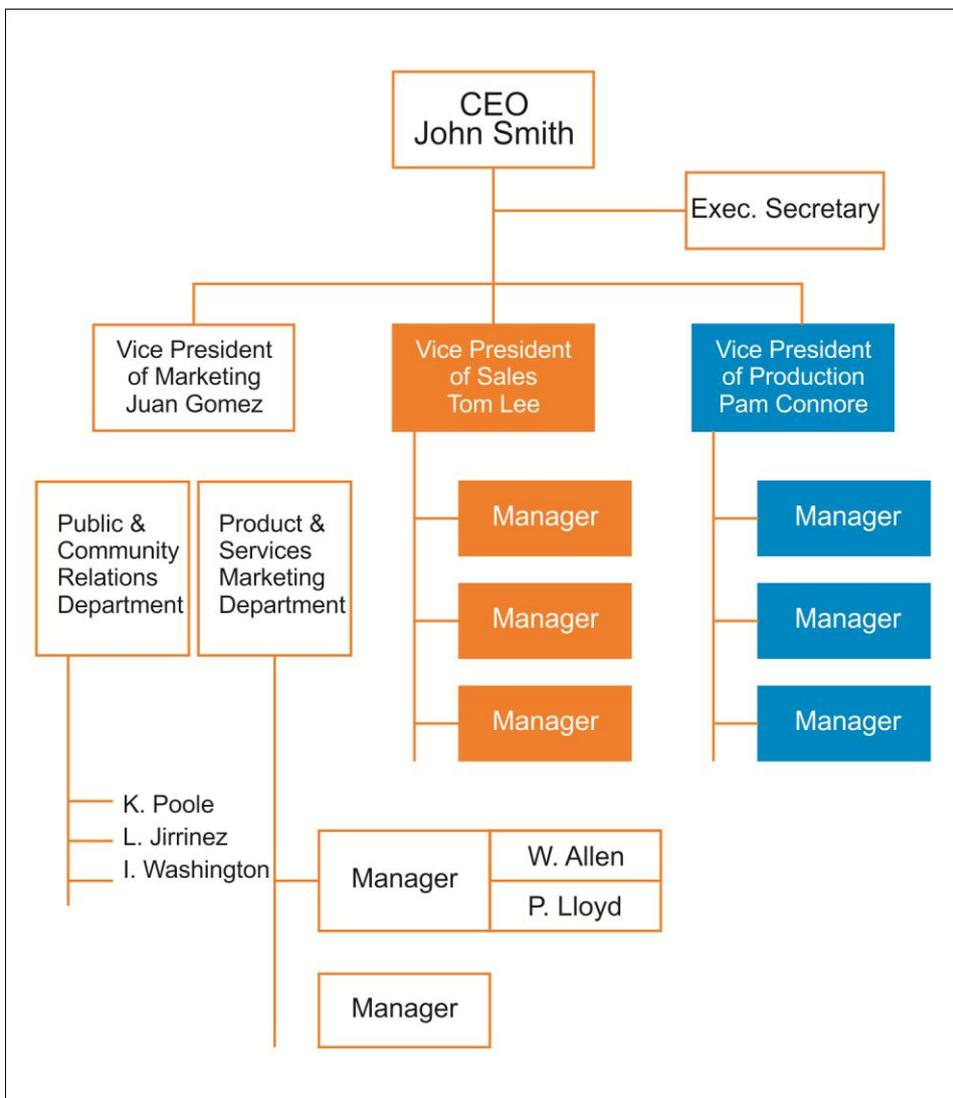 CEO
John Smith
Exec. Secretary
Vice President
of Marketing
Juan Gomez
Vice President
of Sales
Tom Lee
Vice President
of Production
Pam Connore
Public &
Community
Relations
Department
Product &
Services
Marketing
Department
Manager
Manager
Manager
Manager
Manager
Manager
K. Poole
L. Jirrinez
I. Washington
Manager
W. Allen
P. Lloyd
Manager